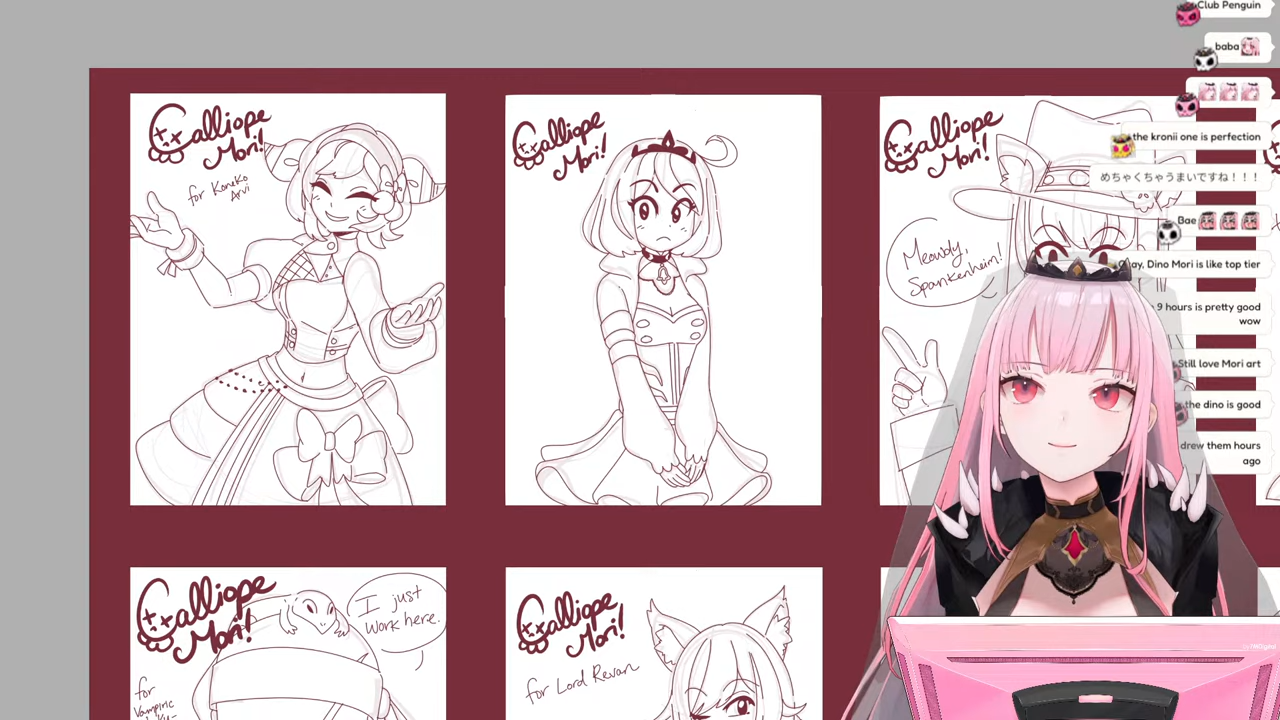 Calliope
Mori!
for Koneko
Arvi
Calliope
Mori!
Calliope
Mori!
Meowdy,
Spankenheim!
Calliope
Mori!
I just
work here.
for
Vampiric
Calliope
Mori!
for Lord Revan
Club Penguin
baba
the kronii one is perfection
めちゃくちゃうまいですね！！！
Bae
Dino Mori is like top tier
9 hours is pretty good
wow
Still love Mori art
the dino is good
drew them hours
ago